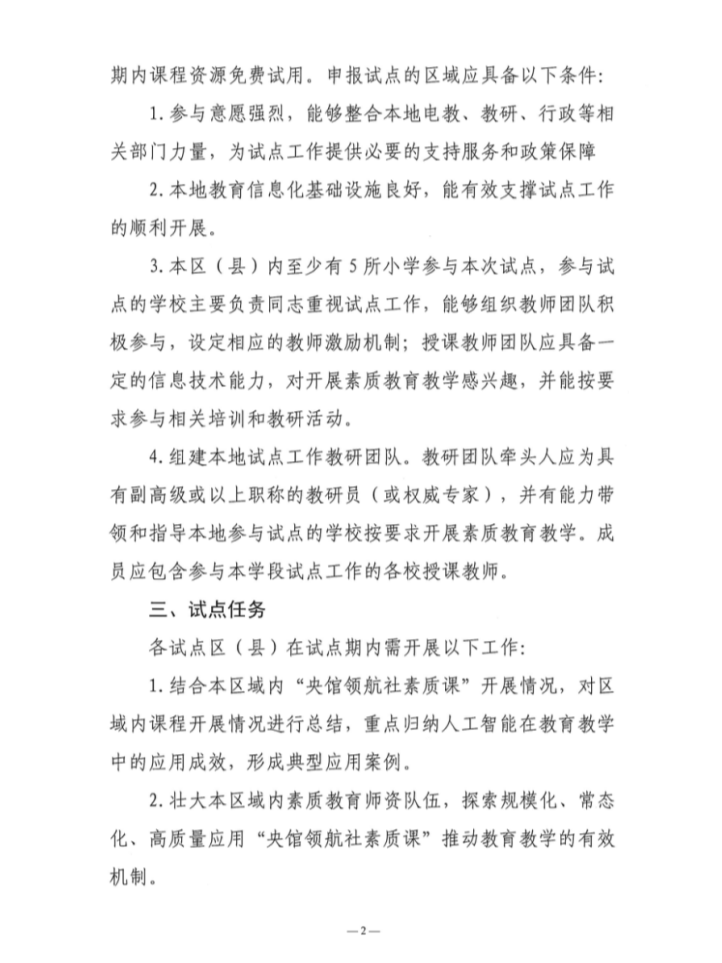 期内课程资源免费试用。申报试点的区域应具备以下条件：
1. 参与意愿强烈，能够整合本地电教、教研、行政等相
关部门力量，为试点工作提供必要的支持服务和政策保障
2. 本地教育信息化基础设施良好，能有效支撑试点工作
的顺利开展。
3. 本区（县）内至少有 5 所小学参与本次试点，参与试
点的学校主要负责同志重视试点工作，能够组织教师团队积
极参与，设定相应的教师激励机制；授课教师团队应具备一
定的信息技术能力，对开展素质教育教学感兴趣，并能按要
求参与相关培训和教研活动。
4. 组建本地试点工作教研团队。教研团队牵头人应为具
有副高级或以上职称的教研员（或权威专家），并有能力带
领和指导本地参与试点的学校按要求开展素质教育教学。成
员应包含参与本学段试点工作的各校授课教师。
三、试点任务
各试点区（县）在试点期内需开展以下工作：
1. 结合本区域内“央馆领航社素质课”开展情况，对区
域内课程开展情况进行总结，重点归纳人工智能在教育教学
中的应用成效，形成典型应用案例。
2. 壮大本区域内素质教育师资队伍，探索规模化、常态
化、高质量应用“央馆领航社素质课”推动教育教学的有效
机制。
—2—